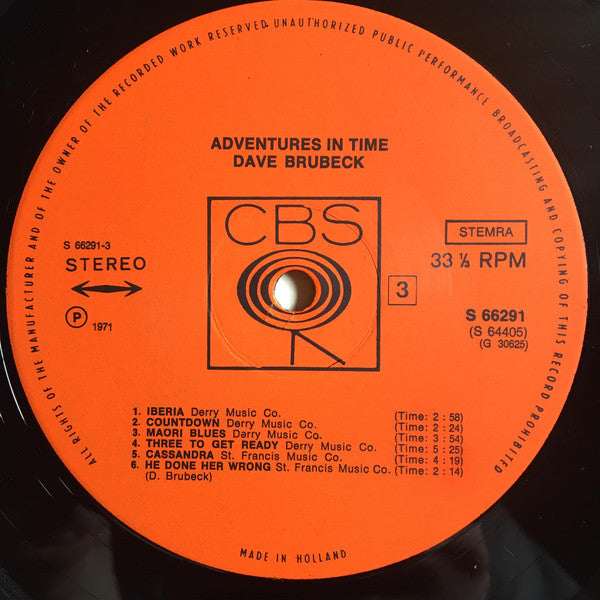 ALL RIGHTS OF THE MANUFACTURER AND OF THE OWNER OF THE RECORDED WORK RESERVED UNAUTHORIZED PUBLIC PERFORMANCE BROADCASTING AND COPYING OF THIS RECORD PROHIBITED
ADVENTURES IN TIME
DAVE BRUBECK
CBS
S 66291-3
STEREO
P 1971
STEMRA
33 ⅓ RPM
3
S 66291
(S 64405)
(G 30625)
1. IBERIA Derry Music Co. (Time: 2 : 58)
2. COUNTDOWN Derry Music Co. (Time: 2 : 24)
3. MAORI BLUES Derry Music Co. (Time: 3 : 54)
4. THREE TO GET READY Derry Music Co. (Time: 5 : 25)
5. CASSANDRA St. Francis Music Co. (Time: 4 : 19)
6. HE DONE HER WRONG St. Francis Music Co. (Time: 2 : 14)
(D. Brubeck)
MADE IN HOLLAND